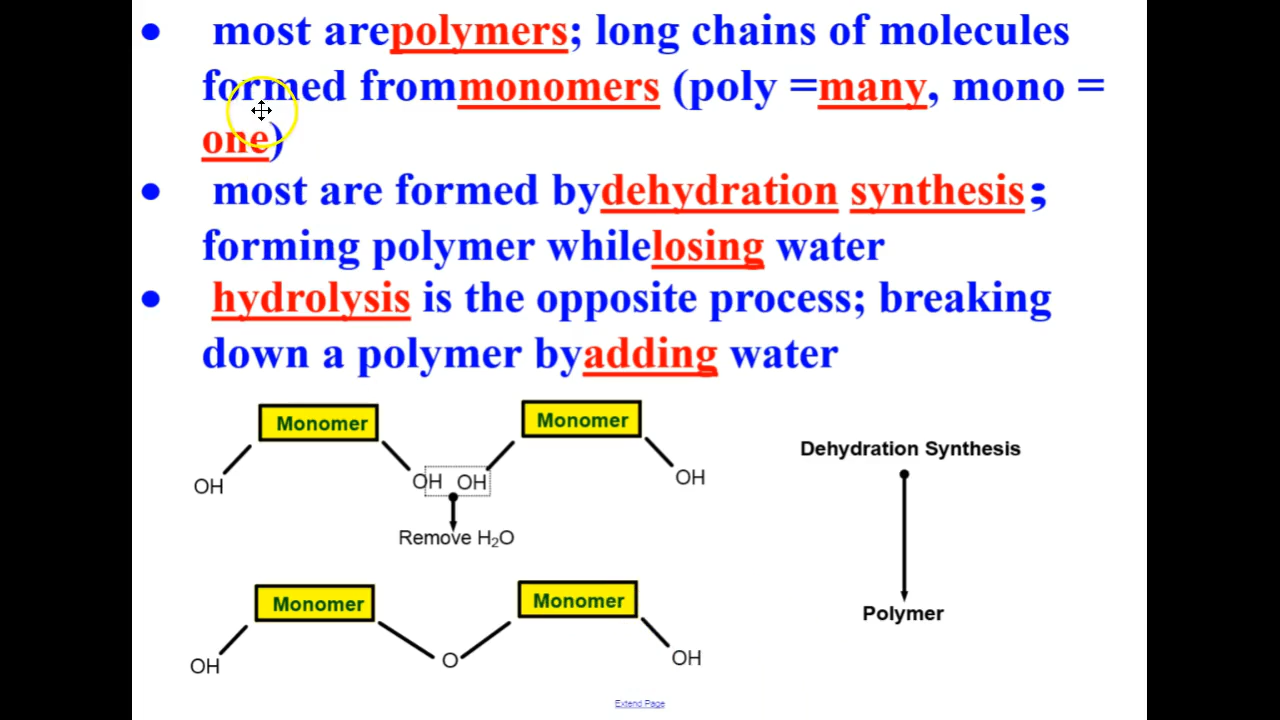 • most arepolymers; long chains of molecules
formed frommonomers (poly =many, mono =
one)
• most are formed bydehydration synthesis;
forming polymer whilelosing water
• hydrolysis is the opposite process; breaking
down a polymer byadding water
Monomer Monomer
OH OH OH OH
Remove H₂O
Dehydration Synthesis
Polymer
Monomer Monomer
OH O OH
Extend Page